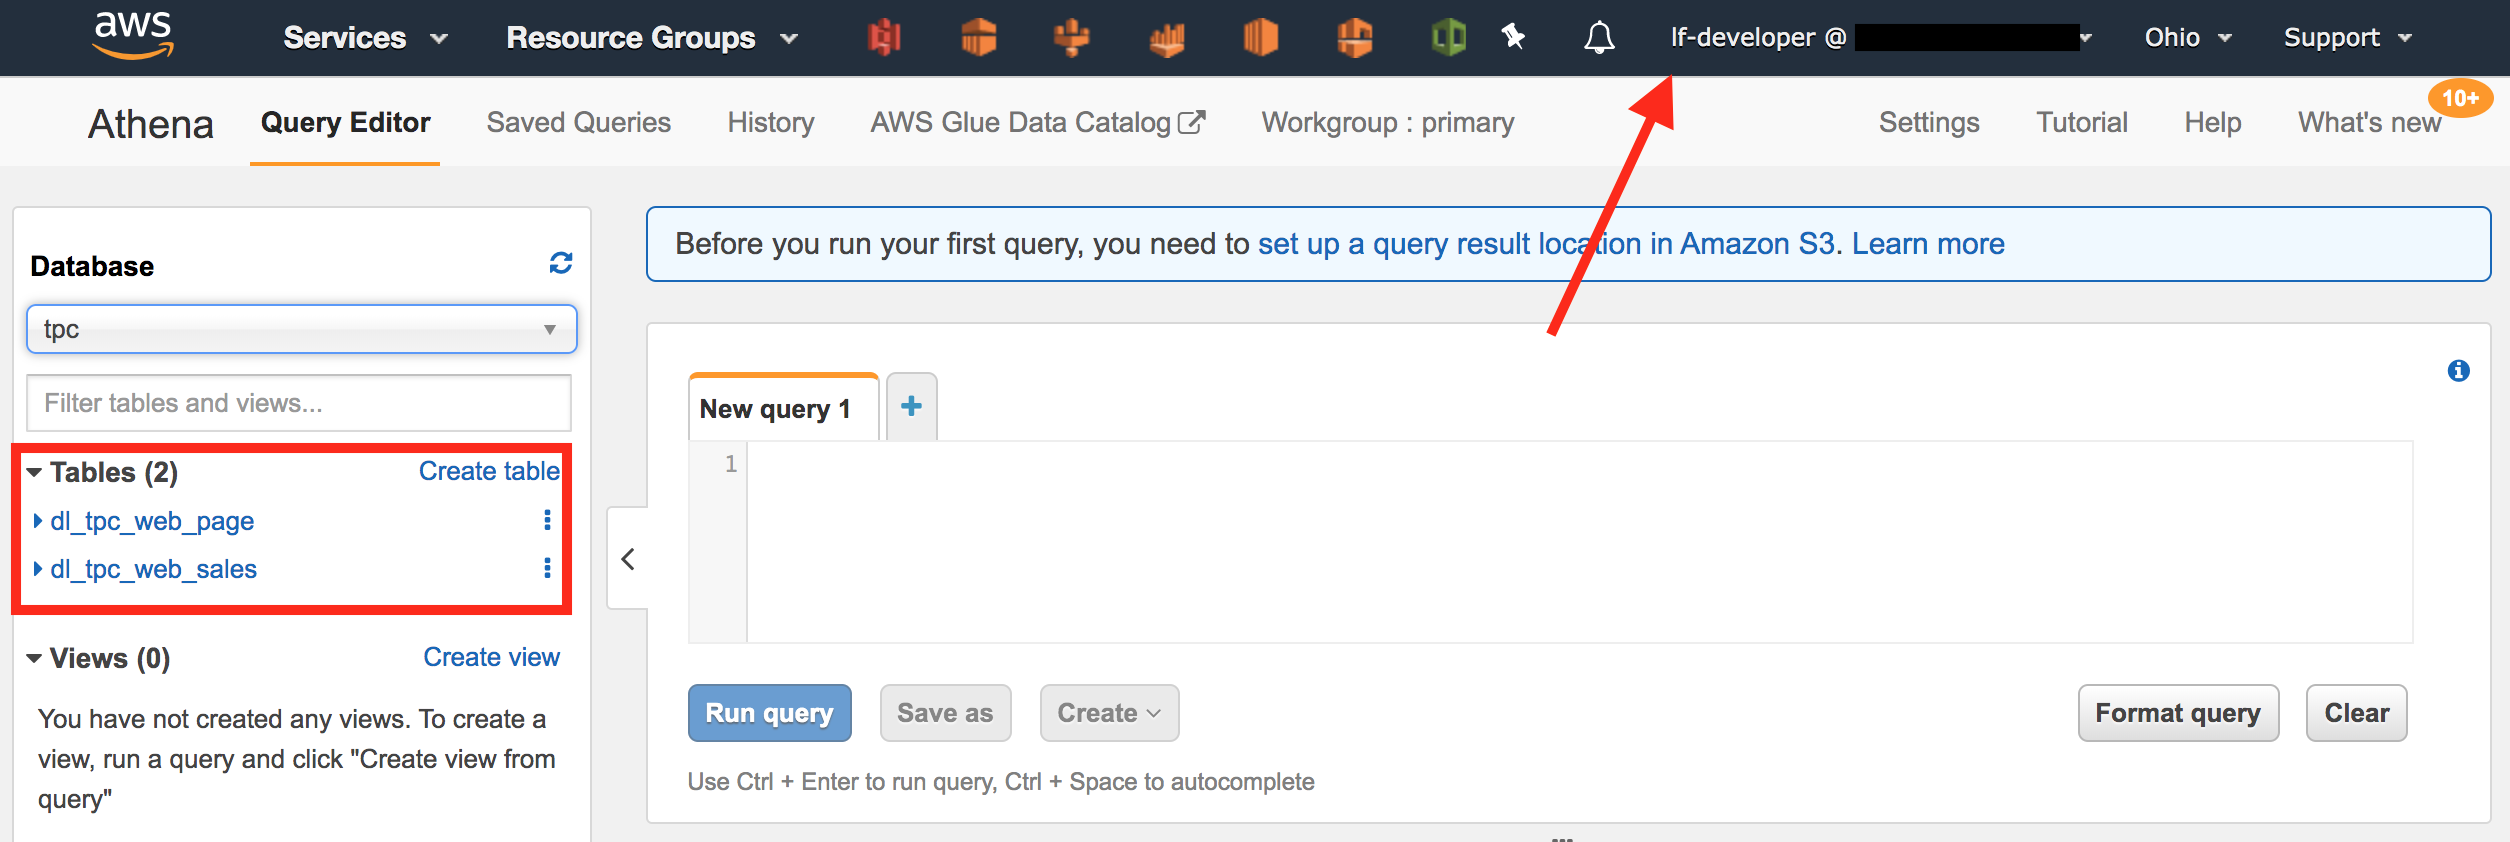 aws Services Resource Groups lf-developer @ Ohio Support
Athena Query Editor Saved Queries History AWS Glue Data Catalog Workgroup : primary Settings Tutorial Help What's new 10+
Before you run your first query, you need to set up a query result location in Amazon S3. Learn more
Database
tpc
Filter tables and views...
Tables (2) Create table
dl_tpc_web_page
dl_tpc_web_sales
Views (0) Create view
You have not created any views. To create a
view, run a query and click "Create view from
query"
New query 1 +
1
Run query Save as Create Format query Clear
Use Ctrl + Enter to run query, Ctrl + Space to autocomplete